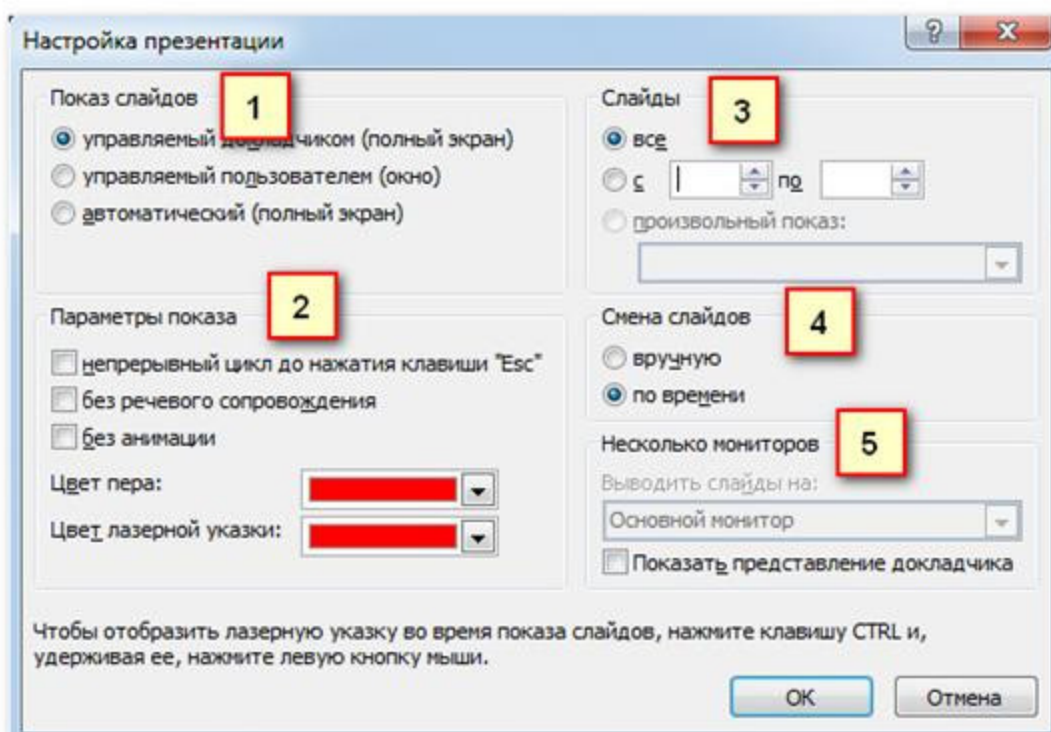 Настройка презентации
Показ слайдов
1
управляемый докладчиком (полный экран)
управляемый пользователем (окно)
автоматический (полный экран)
Параметры показа
2
непрерывный цикл до нажатия клавиши "Esc"
без речевого сопровождения
без анимации
Цвет пера:
Цвет лазерной указки:
Слайды
3
все
с
по
произвольный показ:
Смена слайдов
4
вручную
по времени
Несколько мониторов
5
Выводить слайды на:
Основной монитор
Показать представление докладчика
Чтобы отобразить лазерную указку во время показа слайдов, нажмите клавишу CTRL и,
удерживая ее, нажмите левую кнопку мыши.
ОК
Отмена